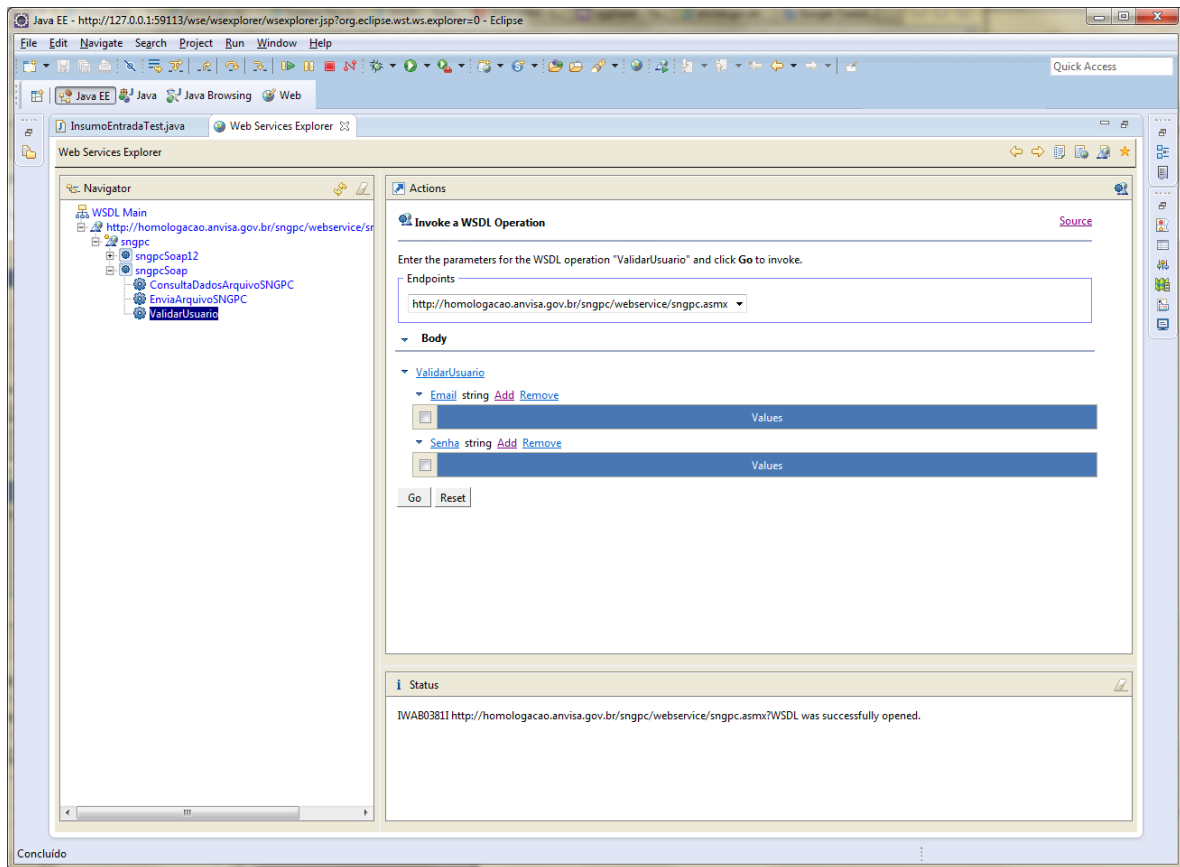 Java EE - http://127.0.0.1:59113/wse/wsexplorer/wsexplorer.jsp?org.eclipse.wst.ws.explorer=0 - Eclipse
File Edit Navigate Search Project Run Window Help
Quick Access
Java EE Java Java Browsing Web
InsumoEntradaTest.java Web Services Explorer
Web Services Explorer
Navigator
WSDL Main
http://homologacao.anvisa.gov.br/sngpc/webservice/sr
sngpc
sngpcSoap12
sngpcSoap
ConsultaDadosArquivoSNGPC
EnviaArquivoSNGPC
ValidarUsuario
Actions
Invoke a WSDL Operation Source
Enter the parameters for the WSDL operation "ValidarUsuario" and click Go to invoke.
Endpoints
http://homologacao.anvisa.gov.br/sngpc/webservice/sngpc.asmx
Body
ValidarUsuario
Email string Add Remove
Values
Senha string Add Remove
Values
Go Reset
i Status
IWAB0381I http://homologacao.anvisa.gov.br/sngpc/webservice/sngpc.asmx?WSDL was successfully opened.
Concluído